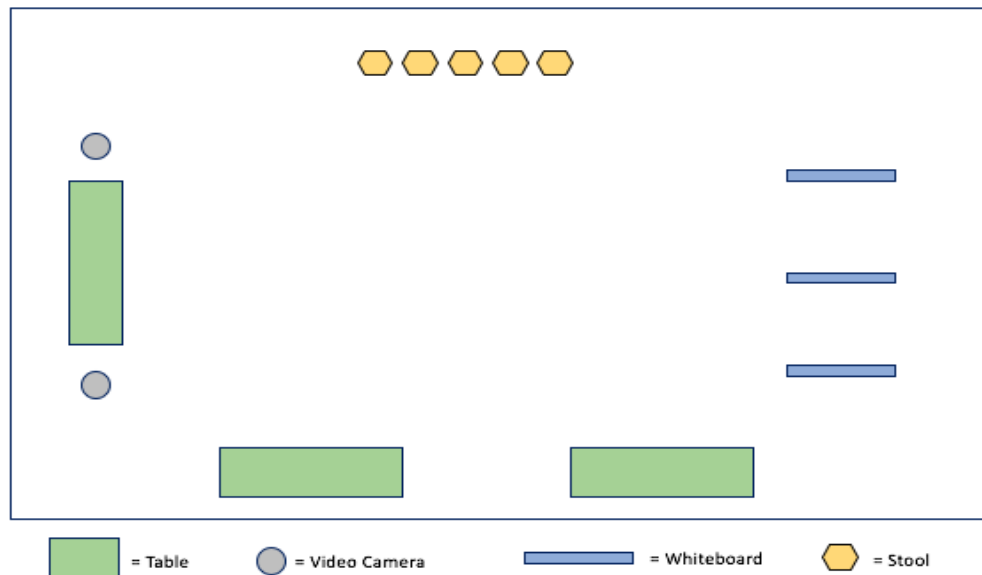 = Table
= Video Camera
= Whiteboard
= Stool